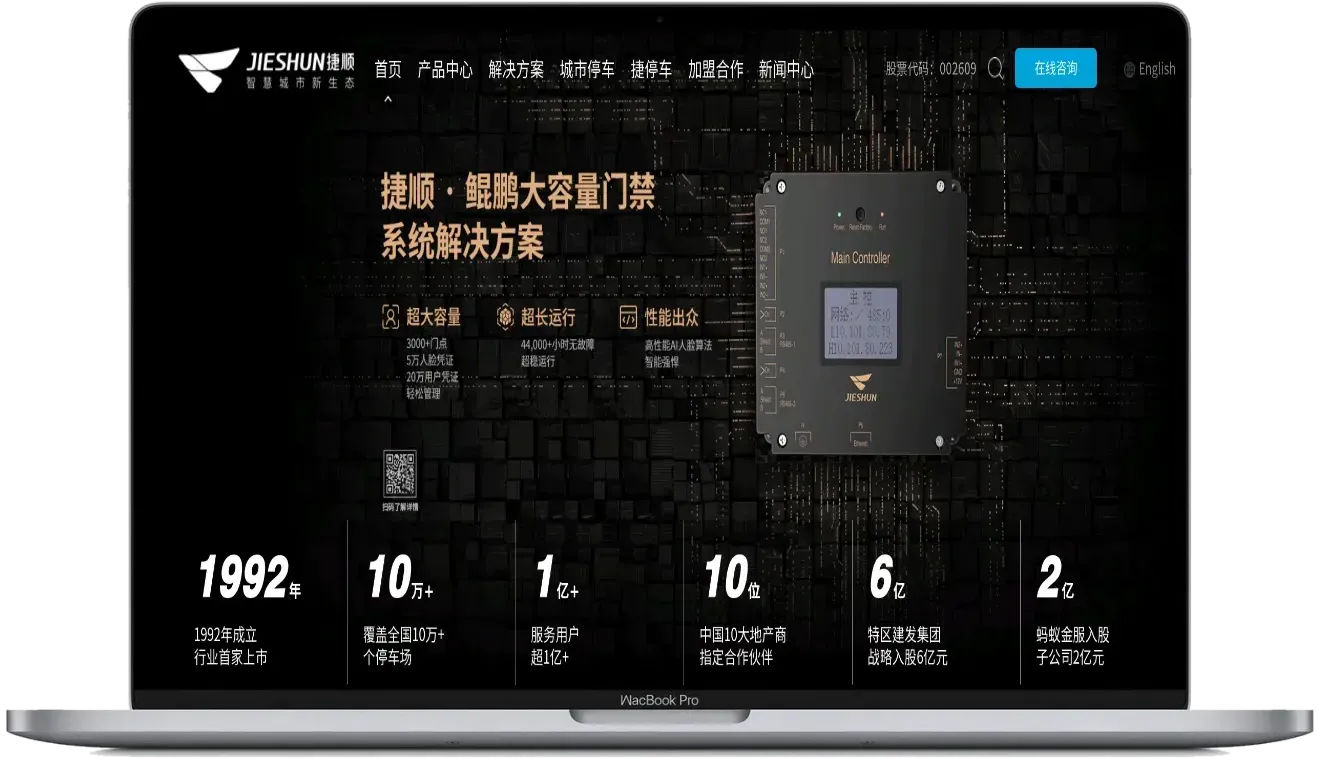 JIESHUN捷顺
智慧城市新生态
首页 产品中心 解决方案 城市停车 捷停车 加盟合作 新闻中心
股票代码：002609
在线咨询
English
捷顺·鲲鹏大容量门禁
系统解决方案
超大容量
3000+门点
5万人脸凭证
20万用户凭证
轻松管理
超长运行
44,000+小时无故障
超稳运行
性能出众
高性能AI人脸算法
智能强悍
扫码了解详情
Power Reset Factory Run
Main Controller
主控
JIESHUN
Ethernet
1992年
1992年成立
行业首家上市
10万+
覆盖全国10万+
个停车场
1亿+
服务用户
超1亿+
10位
中国10大地产商
指定合作伙伴
6亿
特区建发集团
战略入股6亿元
2亿
蚂蚁金服入股
子公司2亿元
MacBook Pro